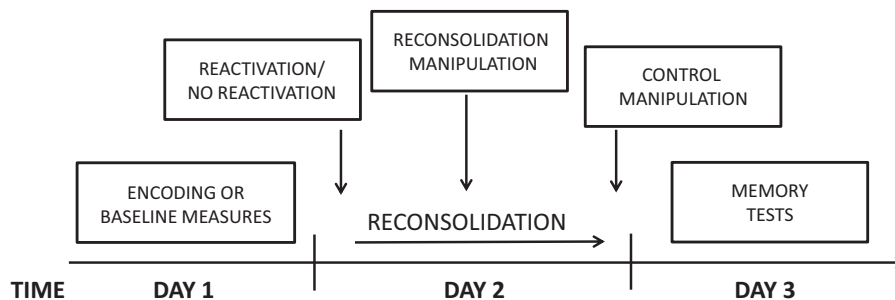 REACTIVATION/
NO REACTIVATION
RECONSOLIDATION
MANIPULATION
CONTROL
MANIPULATION
ENCODING OR
BASELINE MEASURES
RECONSOLIDATION
MEMORY
TESTS
TIME DAY 1 DAY 2 DAY 3